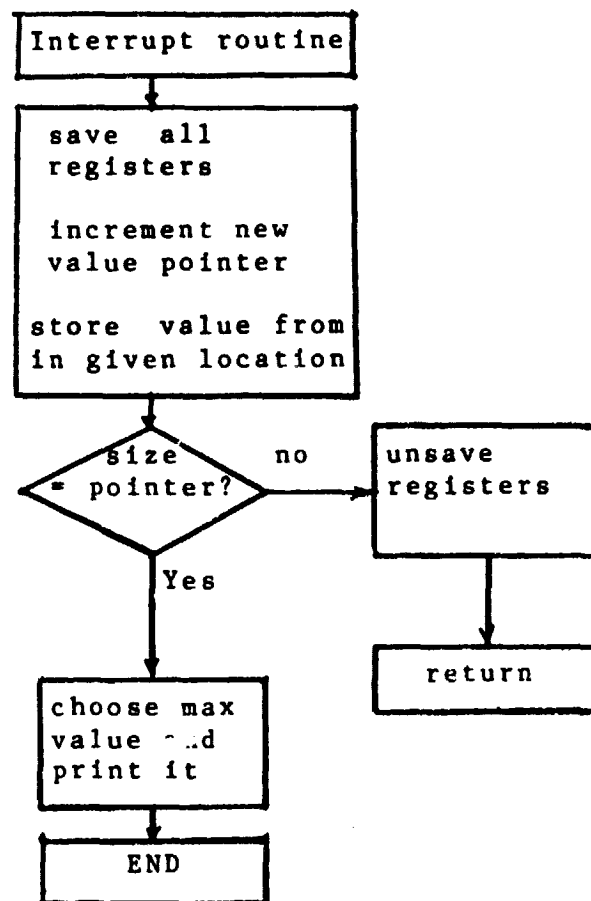 Interrupt routine
save all
registers
increment new
value pointer
store value from
in given location
size
= pointer?
no
unsave
registers
Yes
return
choose max
value
print it
END